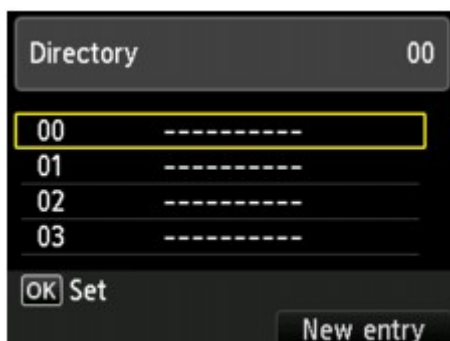 Directory 00
00 ----------
01 ----------
02 ----------
03 ----------
OK Set
New entry